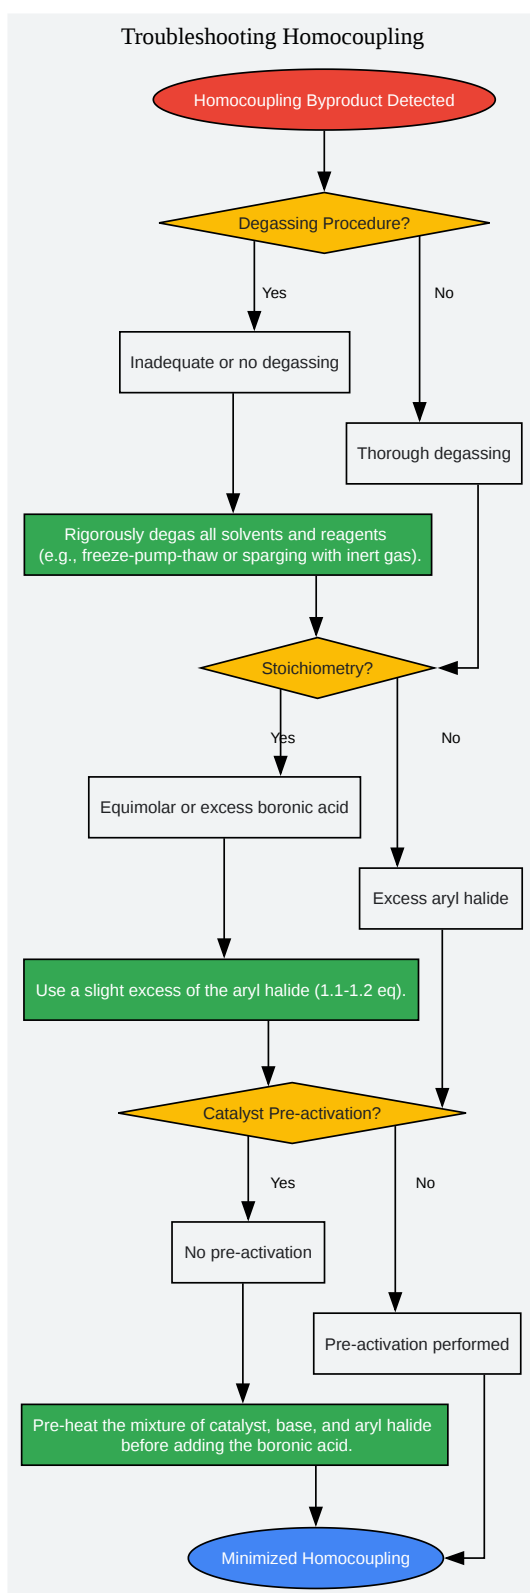 Troubleshooting Homocoupling
Homocoupling Byproduct Detected
Degassing Procedure?
Yes
No
Inadequate or no degassing
Thorough degassing
Rigorously degas all solvents and reagents
(e.g., freeze-pump-thaw or sparging with inert gas).
Stoichiometry?
Yes
No
Equimolar or excess boronic acid
Excess aryl halide
Use a slight excess of the aryl halide (1.1-1.2 eq).
Catalyst Pre-activation?
Yes
No
No pre-activation
Pre-activation performed
Pre-heat the mixture of catalyst, base, and aryl halide
before adding the boronic acid.
Minimized Homocoupling